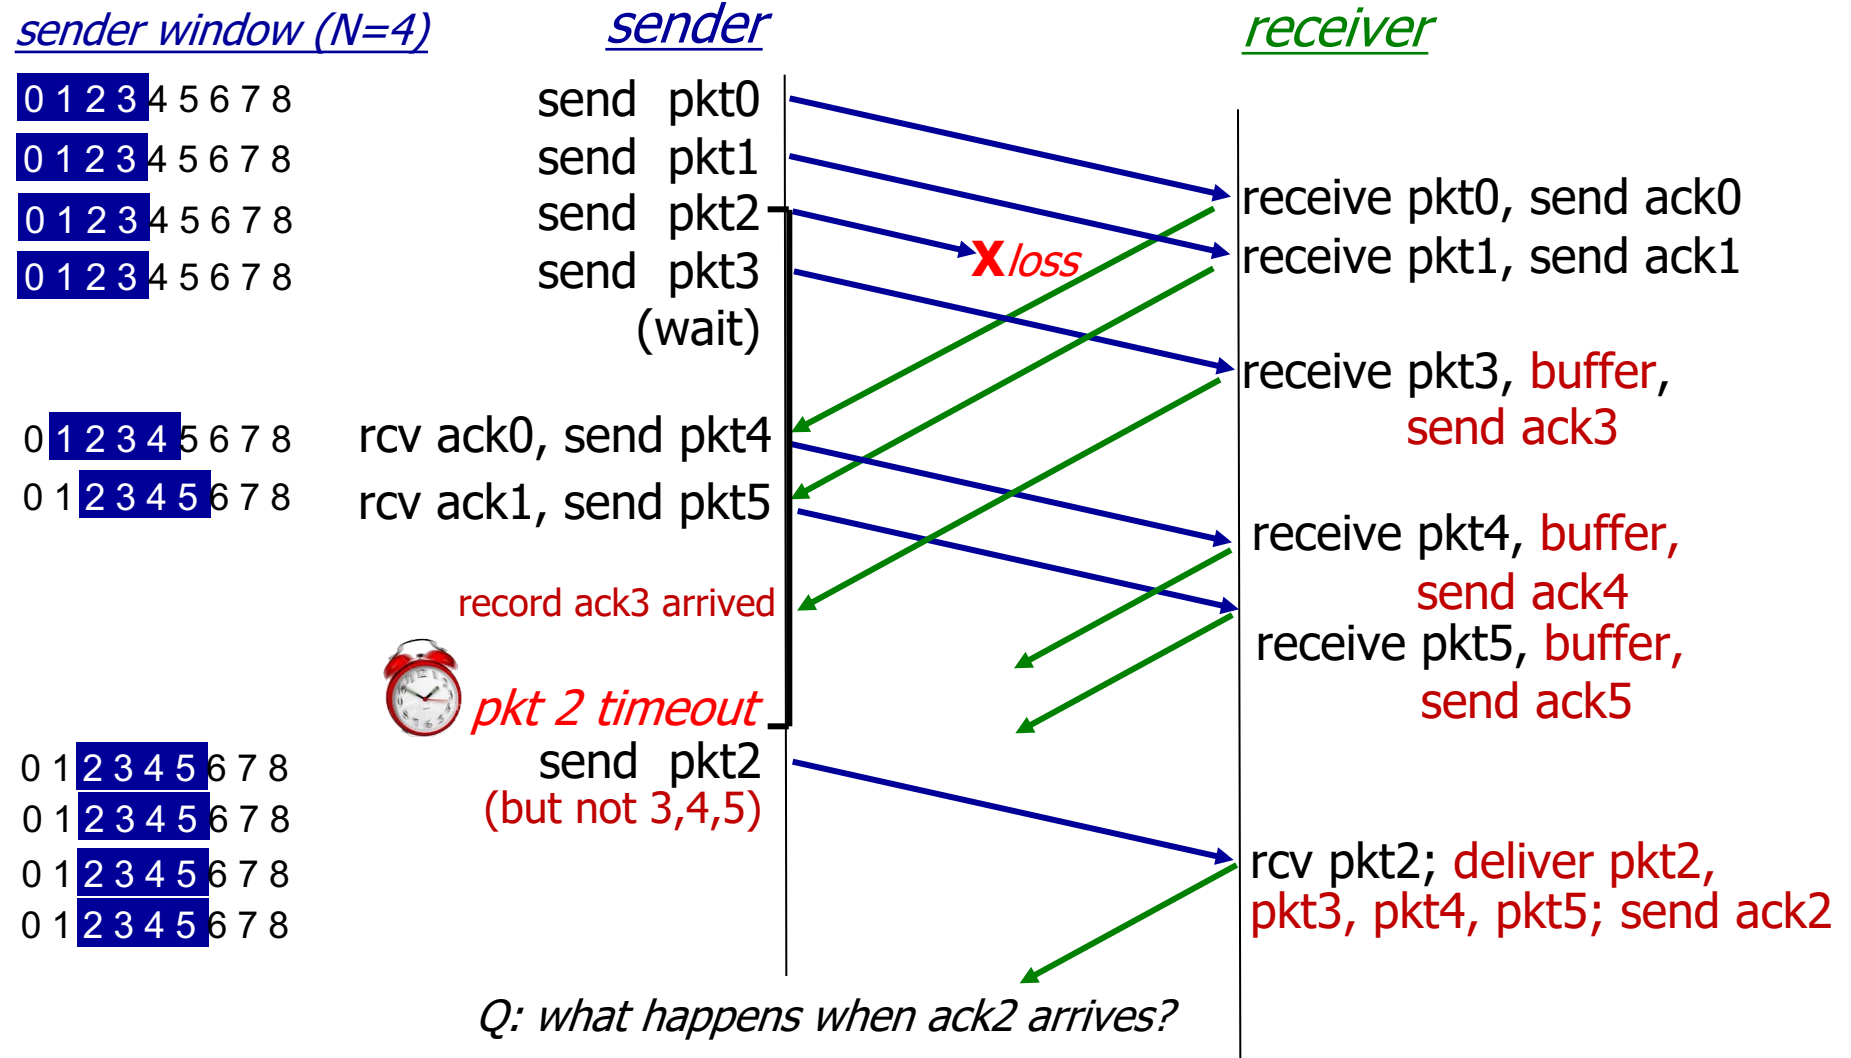 sender window (N=4) sender receiver
0 1 2 3 4 5 6 7 8 send pkt0
0 1 2 3 4 5 6 7 8 send pkt1
receive pkt0, send ack0
0 1 2 3 4 5 6 7 8 send pkt2
X loss
receive pkt1, send ack1
0 1 2 3 4 5 6 7 8 send pkt3
(wait)
receive pkt3, buffer,
send ack3
0 1 2 3 4 5 6 7 8 rcv ack0, send pkt4
0 1 2 3 4 5 6 7 8 rcv ack1, send pkt5
receive pkt4, buffer,
send ack4
record ack3 arrived
receive pkt5, buffer,
send ack5
pkt 2 timeout
0 1 2 3 4 5 6 7 8 send pkt2
0 1 2 3 4 5 6 7 8 (but not 3,4,5)
0 1 2 3 4 5 6 7 8 rcv pkt2; deliver pkt2,
0 1 2 3 4 5 6 7 8 pkt3, pkt4, pkt5; send ack2
Q: what happens when ack2 arrives?